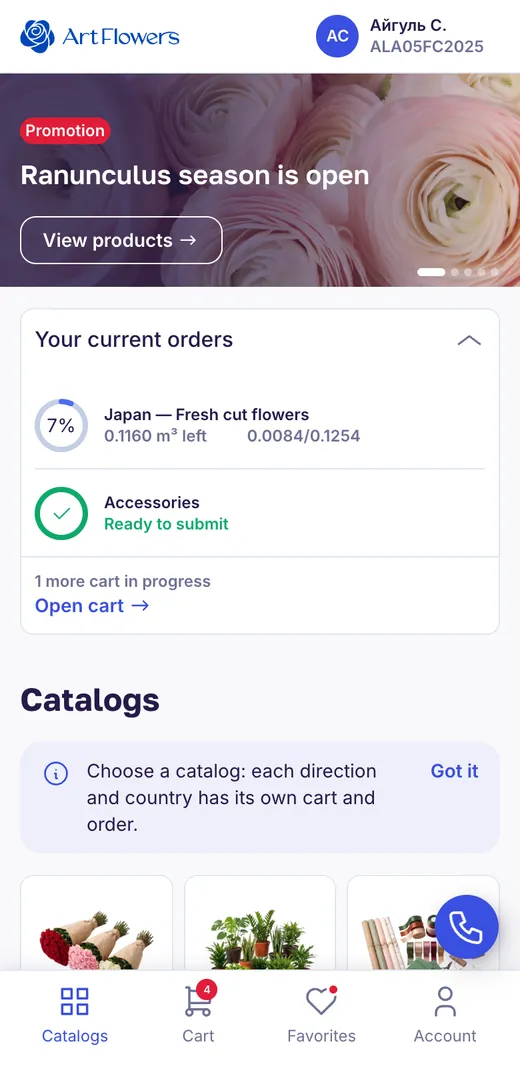 ArtFlowers
AC
Айгуль С.
ALA05FC2025
Promotion
Ranunculus season is open
View products →
Your current orders
7%
Japan — Fresh cut flowers
0.1160 m³ left 0.0084/0.1254
Accessories
Ready to submit
1 more cart in progress
Open cart →
Catalogs
Choose a catalog: each direction
and country has its own cart and
order.
Got it
4
Catalogs
Cart
Favorites
Account